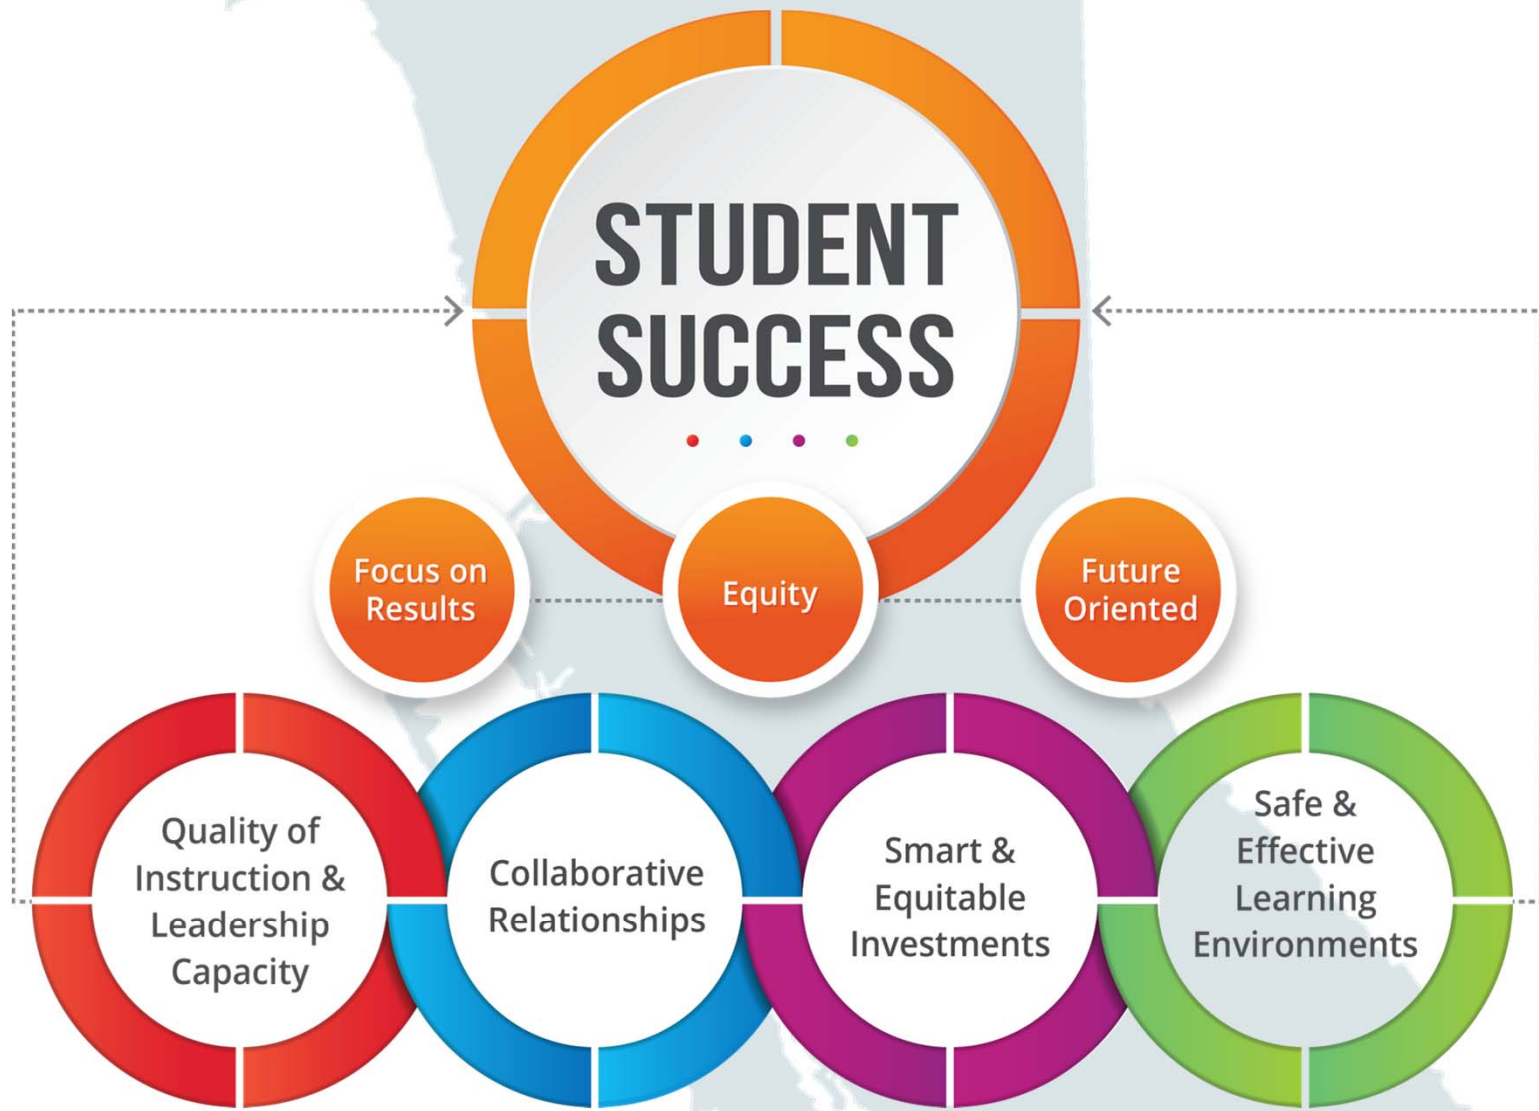 STUDENT
SUCCESS
Focus on
Results
Equity
Future
Oriented
Quality of
Instruction &
Leadership
Capacity
Collaborative
Relationships
Smart &
Equitable
Investments
Safe &
Effective
Learning
Environments